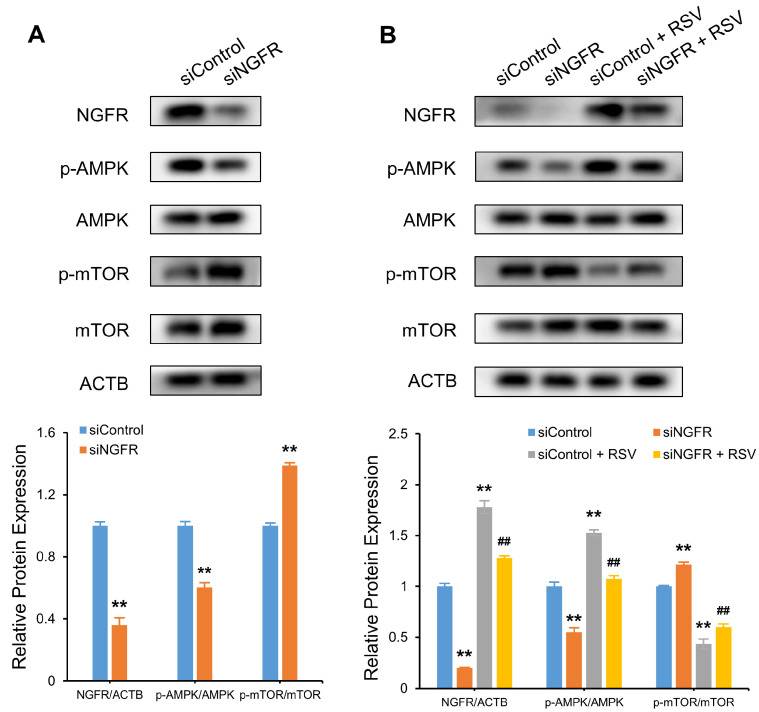 A
siControl
siNGFR
NGFR
p-AMPK
AMPK
p-mTOR
mTOR
ACTB
Relative Protein Expression
1.6
1.2
0.8
0.4
0
siControl
siNGFR
**
**
**
NGFR/ACTB
p-AMPK/AMPK
p-mTOR/mTOR
B
siControl
siNGFR
siControl + RSV
siNGFR + RSV
NGFR
p-AMPK
AMPK
p-mTOR
mTOR
ACTB
Relative Protein Expression
2.5
2
1.5
1
0.5
0
siControl
siNGFR
siControl + RSV
siNGFR + RSV
**
**
##
**
**
##
**
**
##
NGFR/ACTB
p-AMPK/AMPK
p-mTOR/mTOR